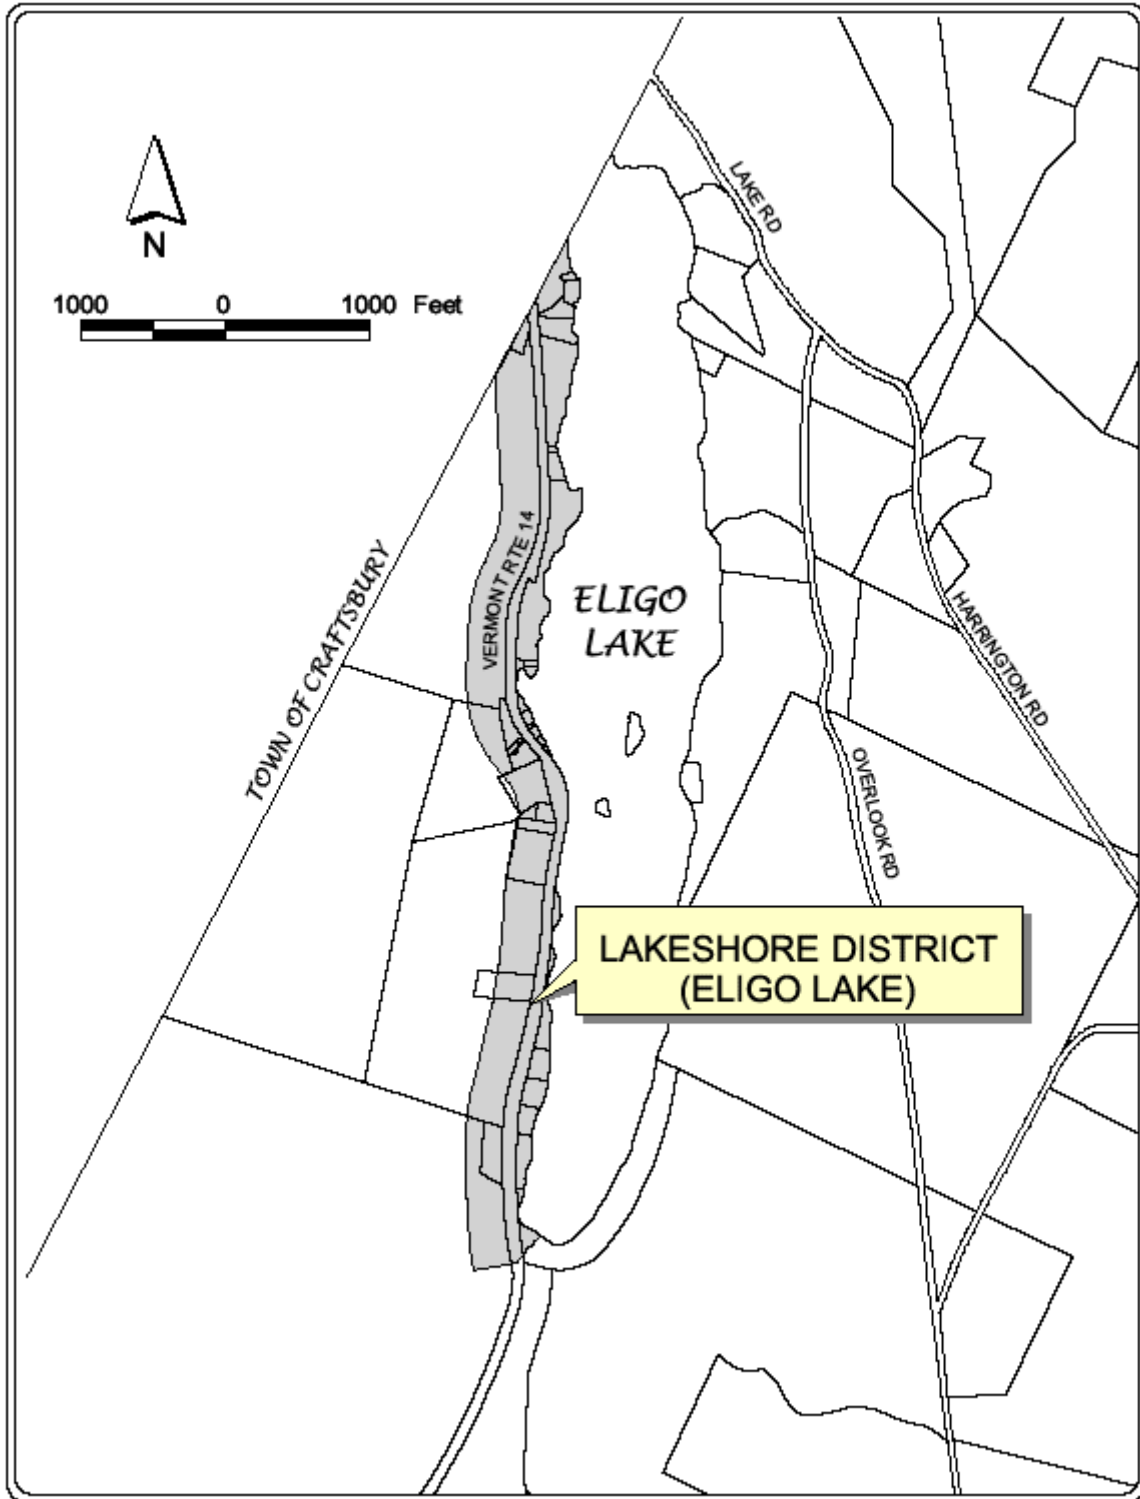 LAKE RD
N
1000 0 1000 Feet
VERMONT RTE 14
TOWN OF CRAFTSBURY
ELIGO
LAKE
HARRINGTON RD
OVERLOOK RD
LAKESHORE DISTRICT
(ELIGO LAKE)